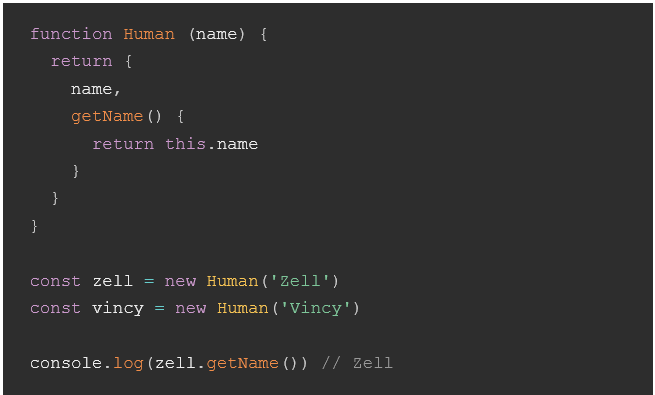 function Human (name) {
  return {
    name,
    getName() {
      return this.name
    }
  }
}

const zell = new Human('Zell')
const vincy = new Human('Vincy')

console.log(zell.getName()) // Zell